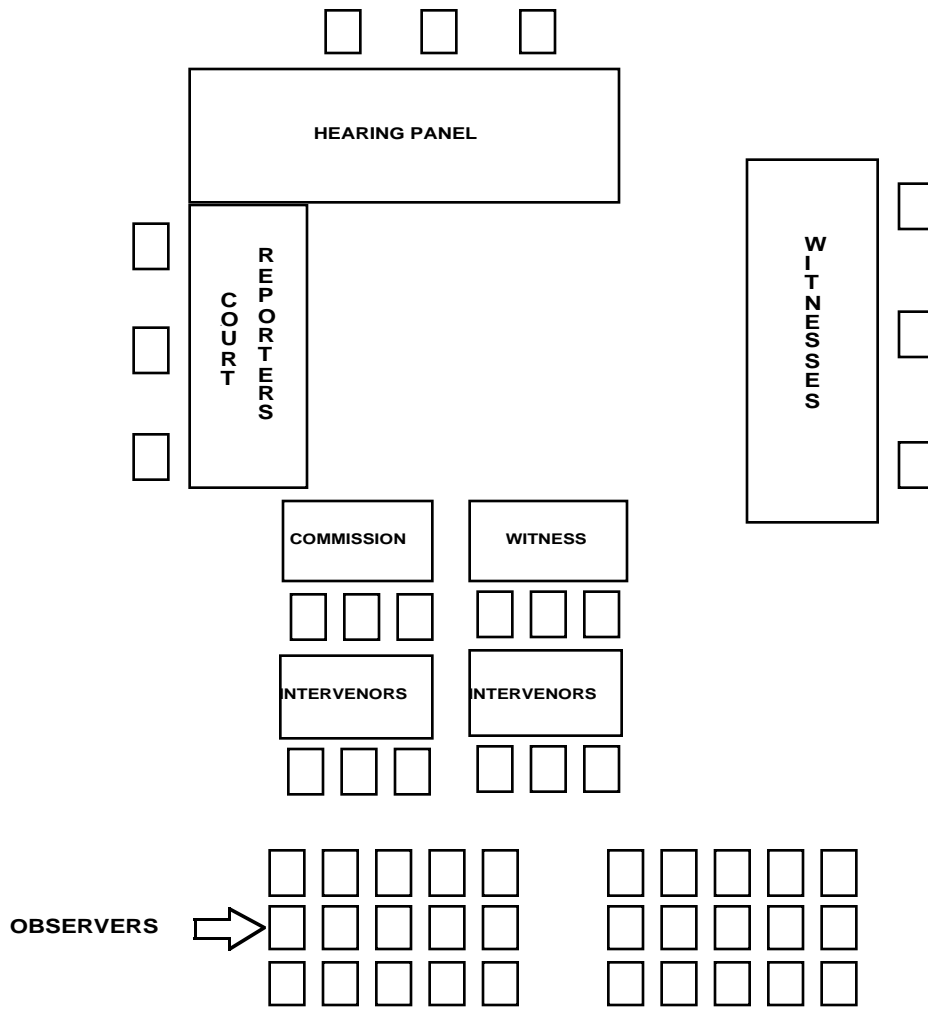 HEARING PANEL
COURT
REPORTERS
WITNESSES
COMMISSION
WITNESS
INTERVENORS
INTERVENORS
OBSERVERS